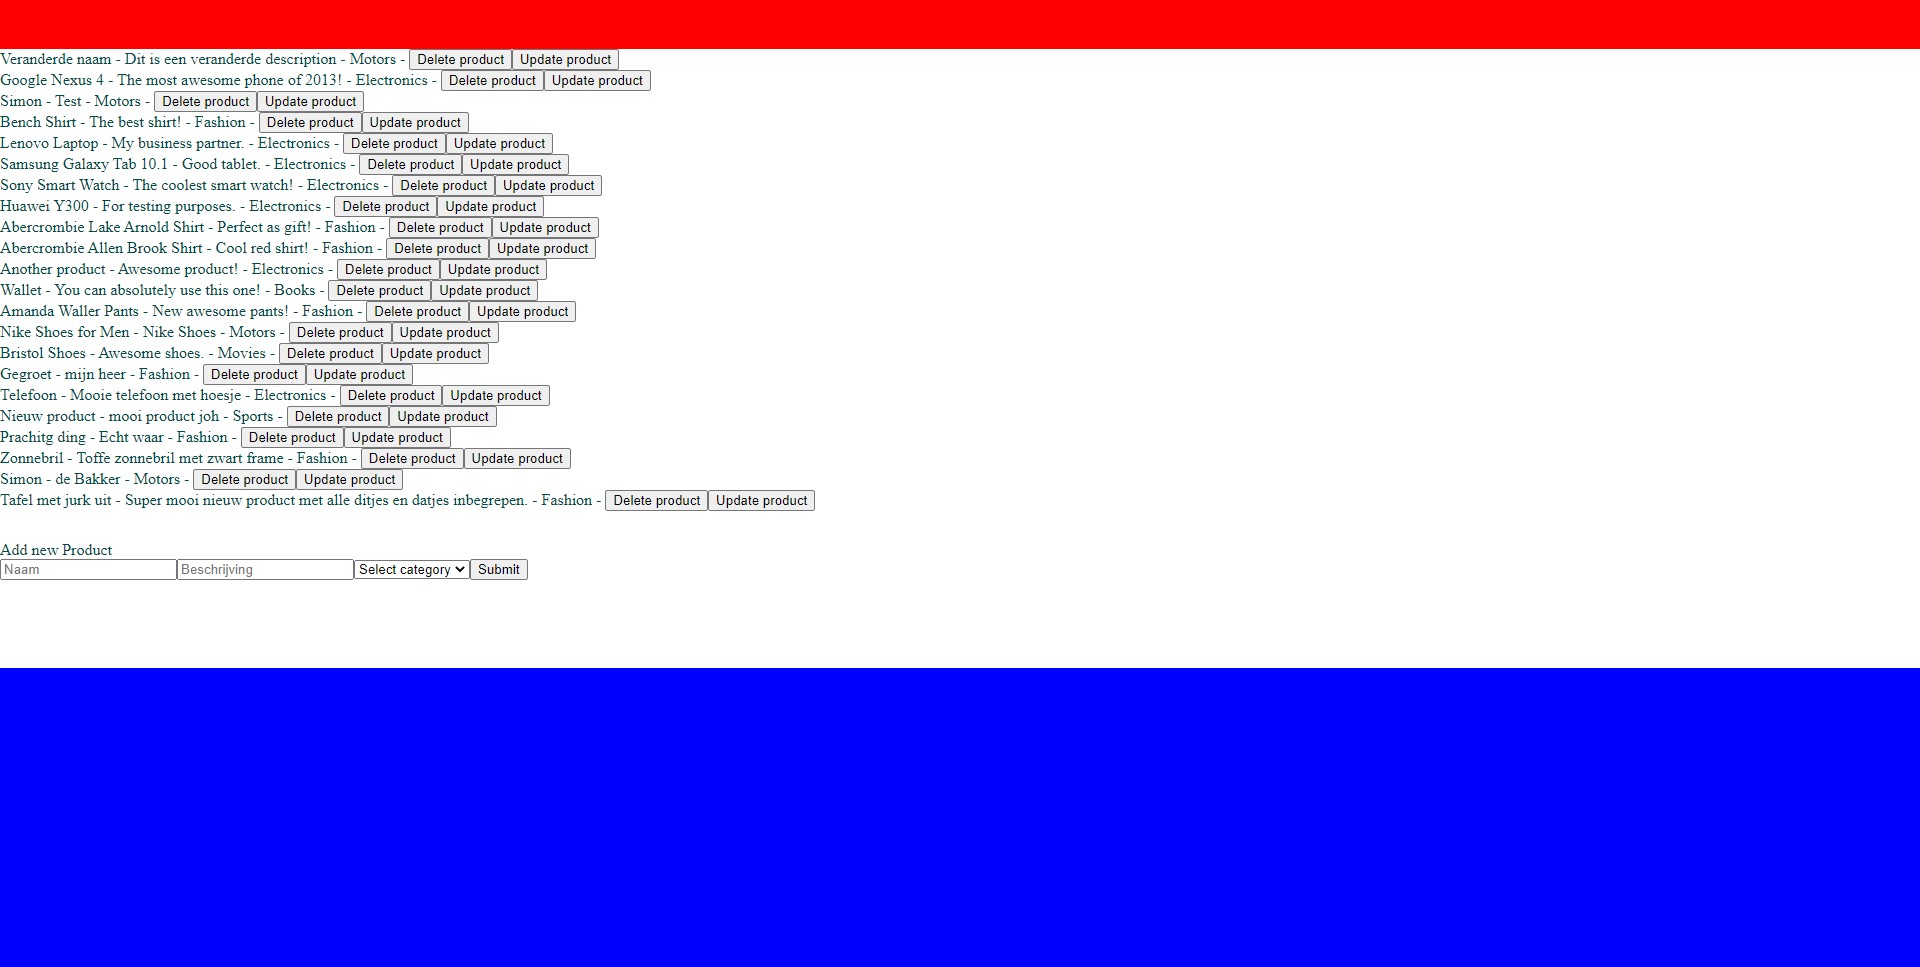 Veranderde naam - Dit is een veranderde description - Motors - Delete product Update product
Google Nexus 4 - The most awesome phone of 2013! - Electronics - Delete product Update product
Simon - Test - Motors - Delete product Update product
Bench Shirt - The best shirt! - Fashion - Delete product Update product
Lenovo Laptop - My business partner. - Electronics - Delete product Update product
Samsung Galaxy Tab 10.1 - Good tablet. - Electronics - Delete product Update product
Sony Smart Watch - The coolest smart watch! - Electronics - Delete product Update product
Huawei Y300 - For testing purposes. - Electronics - Delete product Update product
Abercrombie Lake Arnold Shirt - Perfect as gift! - Fashion - Delete product Update product
Abercrombie Allen Brook Shirt - Cool red shirt! - Fashion - Delete product Update product
Another product - Awesome product! - Electronics - Delete product Update product
Wallet - You can absolutely use this one! - Books - Delete product Update product
Amanda Waller Pants - New awesome pants! - Fashion - Delete product Update product
Nike Shoes for Men - Nike Shoes - Motors - Delete product Update product
Bristol Shoes - Awesome shoes. - Movies - Delete product Update product
Gegroet - mijn heer - Fashion - Delete product Update product
Telefoon - Mooie telefoon met hoesje - Electronics - Delete product Update product
Nieuw product - mooi product joh - Sports - Delete product Update product
Prachitg ding - Echt waar - Fashion - Delete product Update product
Zonnebril - Toffe zonnebril met zwart frame - Fashion - Delete product Update product
Simon - de Bakker - Motors - Delete product Update product
Tafel met jurk uit - Super mooi nieuw product met alle ditjes en datjes inbegrepen. - Fashion - Delete product Update product
Add new Product
Naam Beschrijving Select category Submit